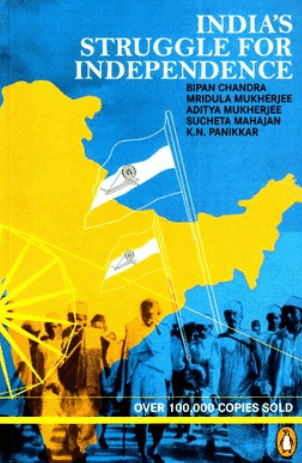 INDIA'S
STRUGGLE FOR
INDEPENDENCE
BIPAN CHANDRA
MRIDULA MUKHERJEE
ADITYA MUKHERJEE
SUCHETA MAHAJAN
K.N. PANIKKAR
OVER 100,000 COPIES SOLD